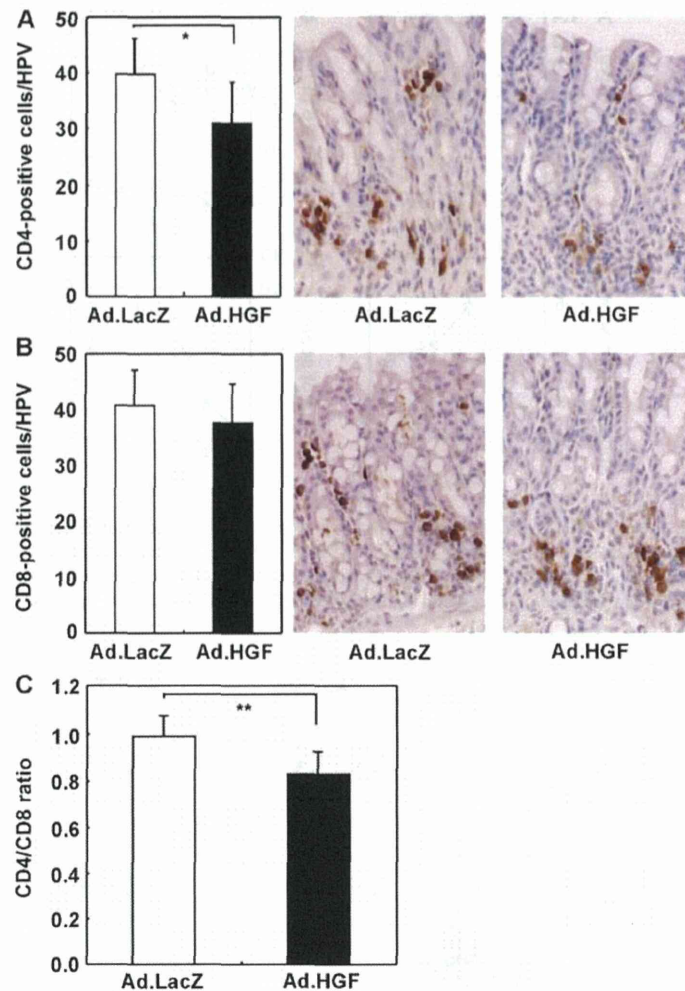 A
CD4-positive cells/HPV
50
40
30
20
10
0
*
Ad.LacZ Ad.HGF
Ad.LacZ
Ad.HGF
B
CD8-positive cells/HPV
50
40
30
20
10
0
Ad.LacZ Ad.HGF
Ad.LacZ
Ad.HGF
C
CD4/CD8 ratio
1.2
1.0
0.8
0.6
0.4
0.2
0.0
**
Ad.LacZ
Ad.HGF